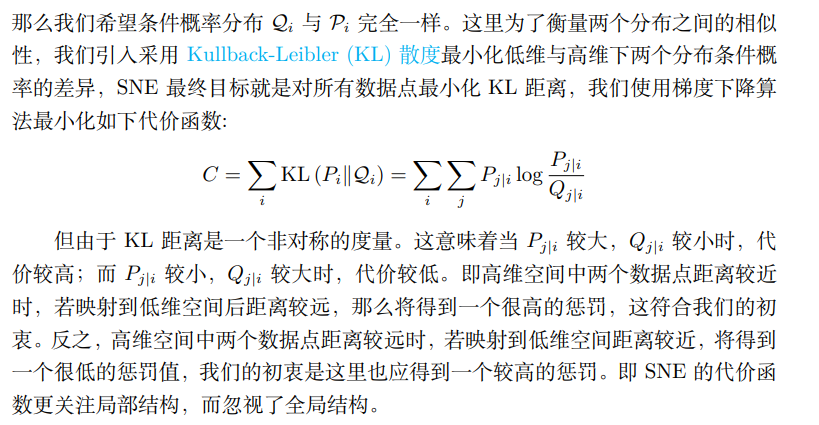 那么我们希望条件概率分布 𝒬ᵢ 与 𝒫ᵢ 完全一样。这里为了衡量两个分布之间的相似
性，我们引入采用 Kullback-Leibler (KL) 散度最小化低维与高维下两个分布条件概
率的差异，SNE 最终目标就是对所有数据点最小化 KL 距离，我们使用梯度下降算
法最小化如下代价函数:
C = ∑_i KL (P_i‖𝒬_i) = ∑_i ∑_j P_{j|i} log \frac{P_{j|i}}{Q_{j|i}}
但由于 KL 距离是一个非对称的度量。这意味着当 P_{j|i} 较大，Q_{j|i} 较小时，代
价较高；而 P_{j|i} 较小，Q_{j|i} 较大时，代价较低。即高维空间中两个数据点距离较近
时，若映射到低维空间后距离较远，那么将得到一个很高的惩罚，这符合我们的初
衷。反之，高维空间中两个数据点距离较远时，若映射到低维空间距离较近，将得到
一个很低的惩罚值，我们的初衷是这里也应得到一个较高的惩罚。即 SNE 的代价函
数更关注局部结构，而忽视了全局结构。